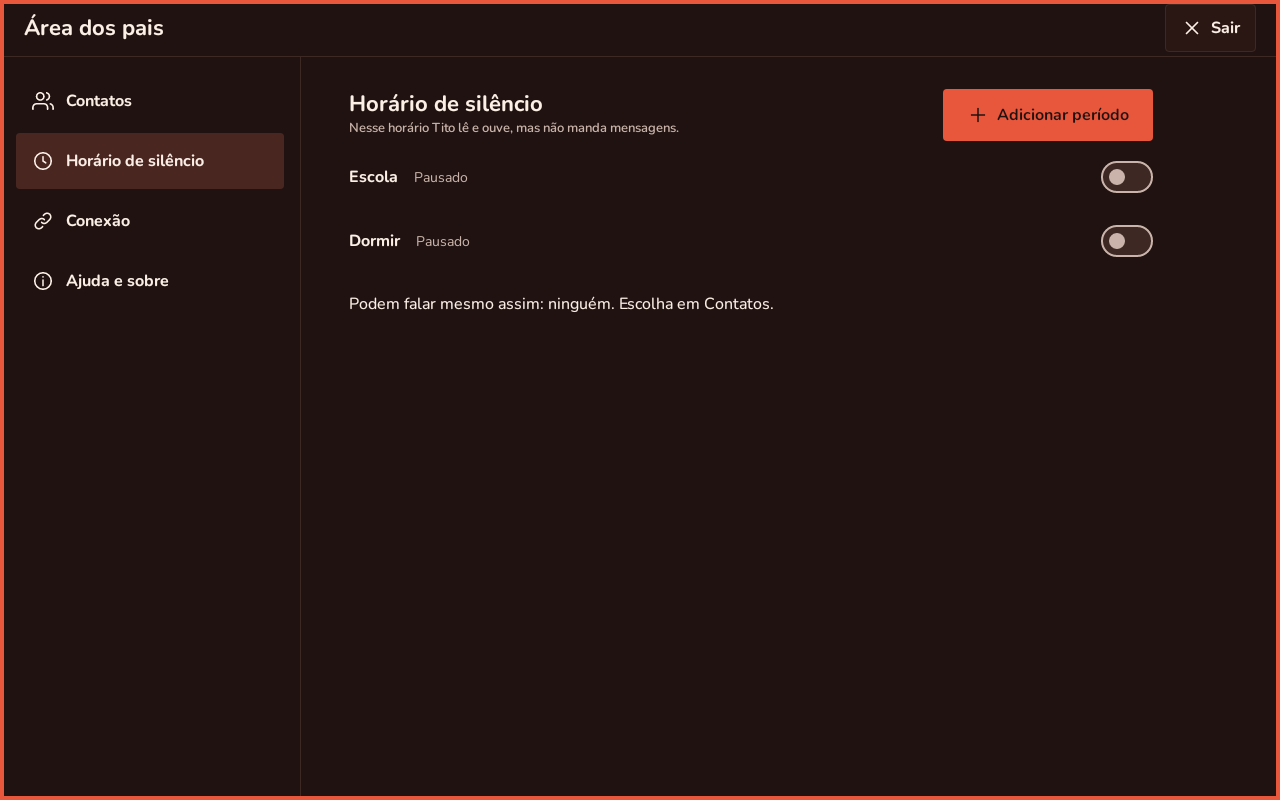 Área dos pais
Sair
Contatos
Horário de silêncio
Conexão
Ajuda e sobre
Horário de silêncio
Nesse horário Tito lê e ouve, mas não manda mensagens.
Adicionar período
Escola Pausado
Dormir Pausado
Podem falar mesmo assim: ninguém. Escolha em Contatos.